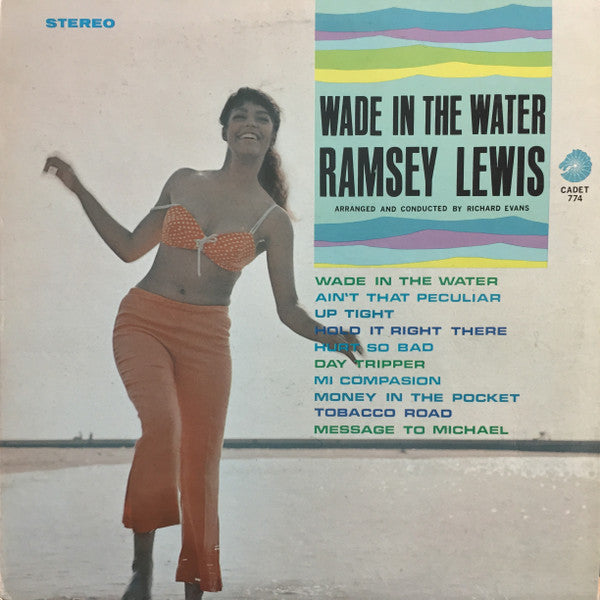 STEREO
WADE IN THE WATER
RAMSEY LEWIS
ARRANGED AND CONDUCTED BY RICHARD EVANS
CADET
774
WADE IN THE WATER
AIN'T THAT PECULIAR
UP TIGHT
HOLD IT RIGHT THERE
HURT SO BAD
DAY TRIPPER
MI COMPASION
MONEY IN THE POCKET
TOBACCO ROAD
MESSAGE TO MICHAEL